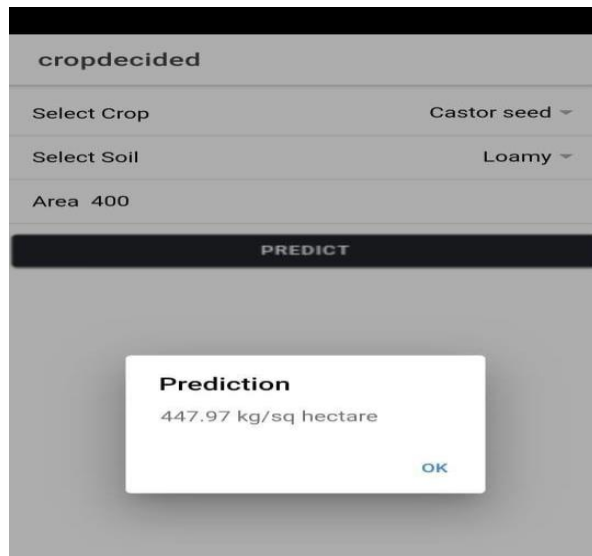 cropdecided
Select Crop Castor seed
Select Soil Loamy
Area 400
PREDICT
Prediction
447.97 kg/sq hectare
OK